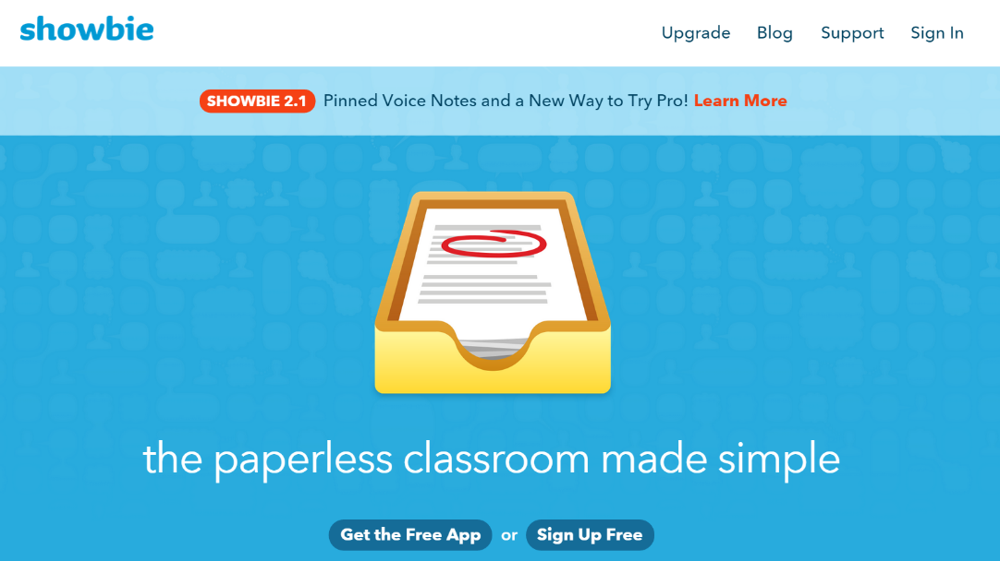 showbie
Upgrade Blog Support Sign In
SHOWBIE 2.1 Pinned Voice Notes and a New Way to Try Pro! Learn More
the paperless classroom made simple
Get the Free App or Sign Up Free